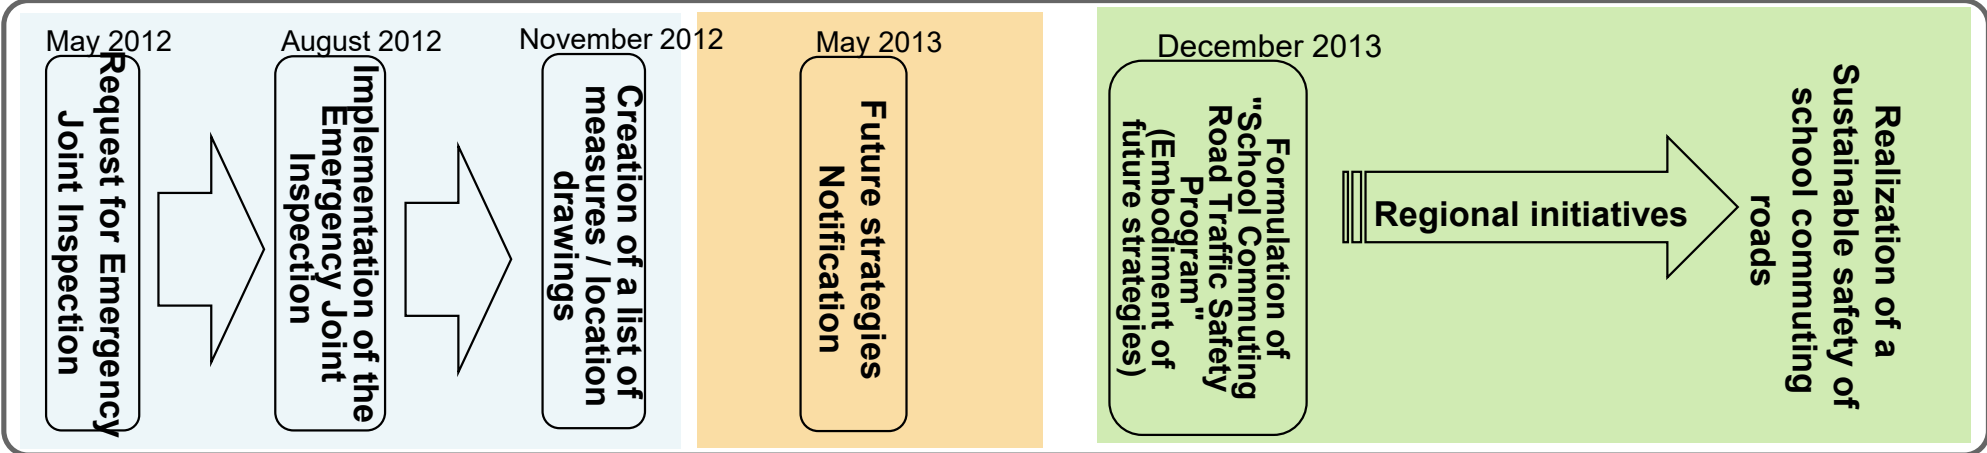 May 2012
Request for Emergency
Joint Inspection
August 2012
Implementation of the
Emergency Joint
Inspection
November 2012
Creation of a list of
measures / location
drawings
May 2013
Future strategies
Notification
December 2013
Formulation of
"School Commuting
Road Traffic Safety
Program"
(Embodiment of
future strategies)
Regional initiatives
Realization of a
Sustainable safety of
school commuting
roads